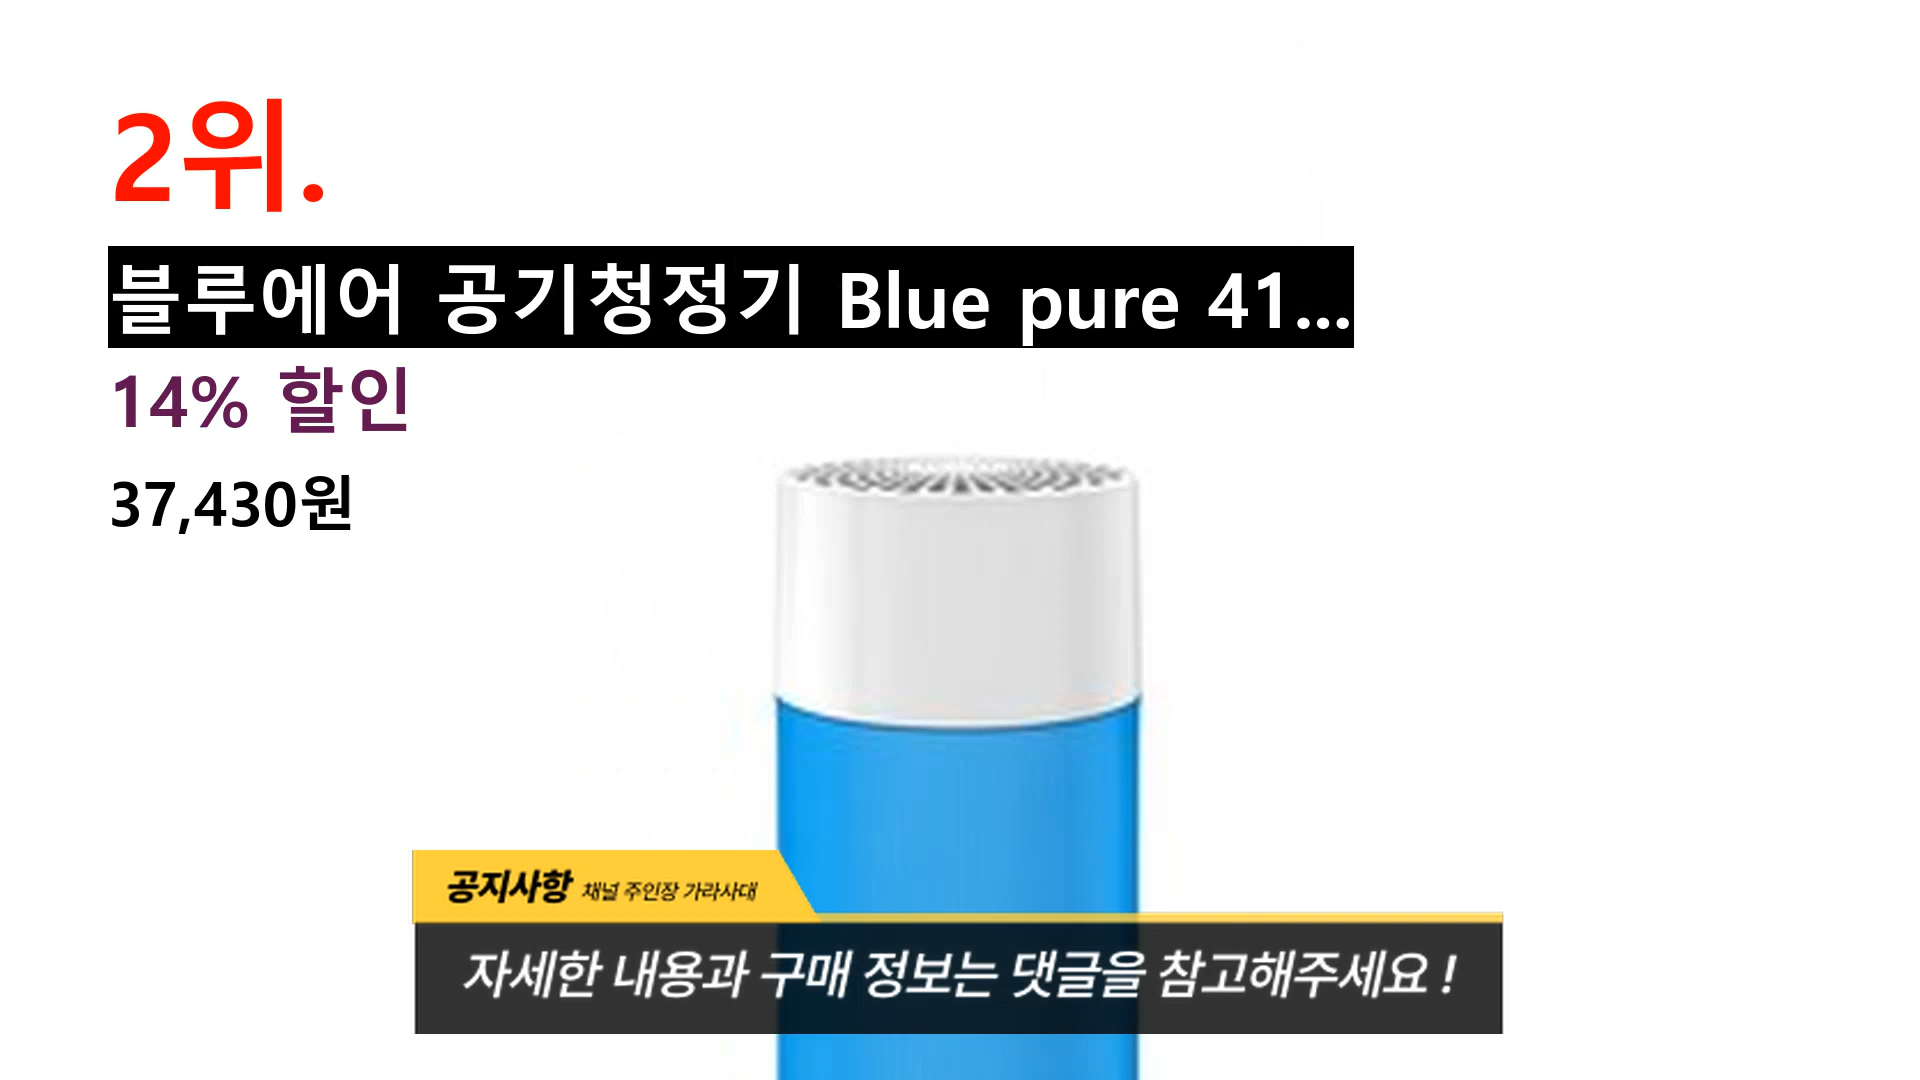 2위.
블루에어 공기청정기 Blue pure 41...
14% 할인
37,430원
공지사항 채널 주인장 가라사대
자세한 내용과 구매 정보는 댓글을 참고해주세요 !